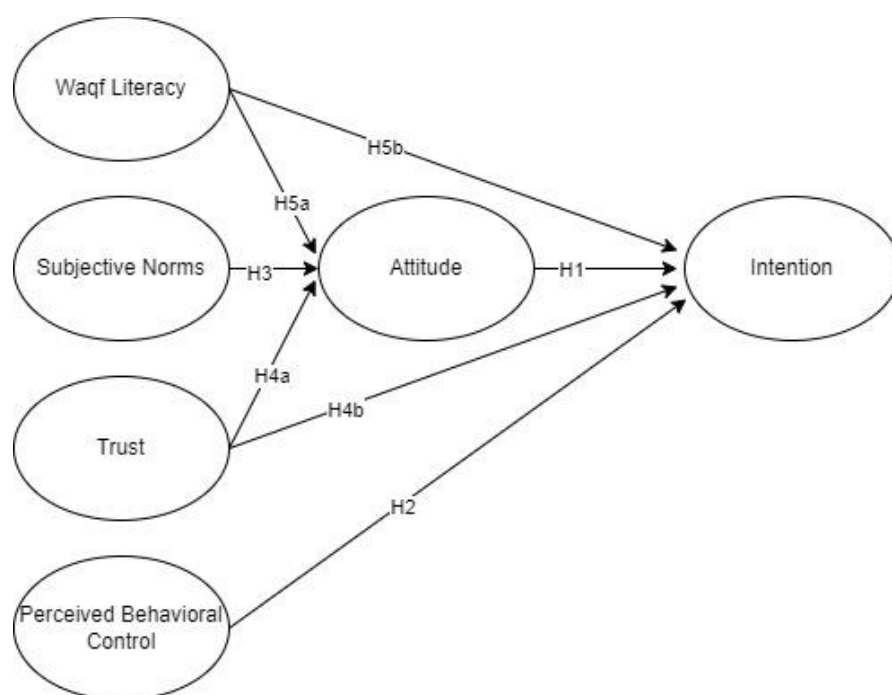 Waqf Literacy
H5b
H5a
Subjective Norms
H3
Attitude
H1
Intention
H4a
H4b
Trust
H2
Perceived Behavioral
Control